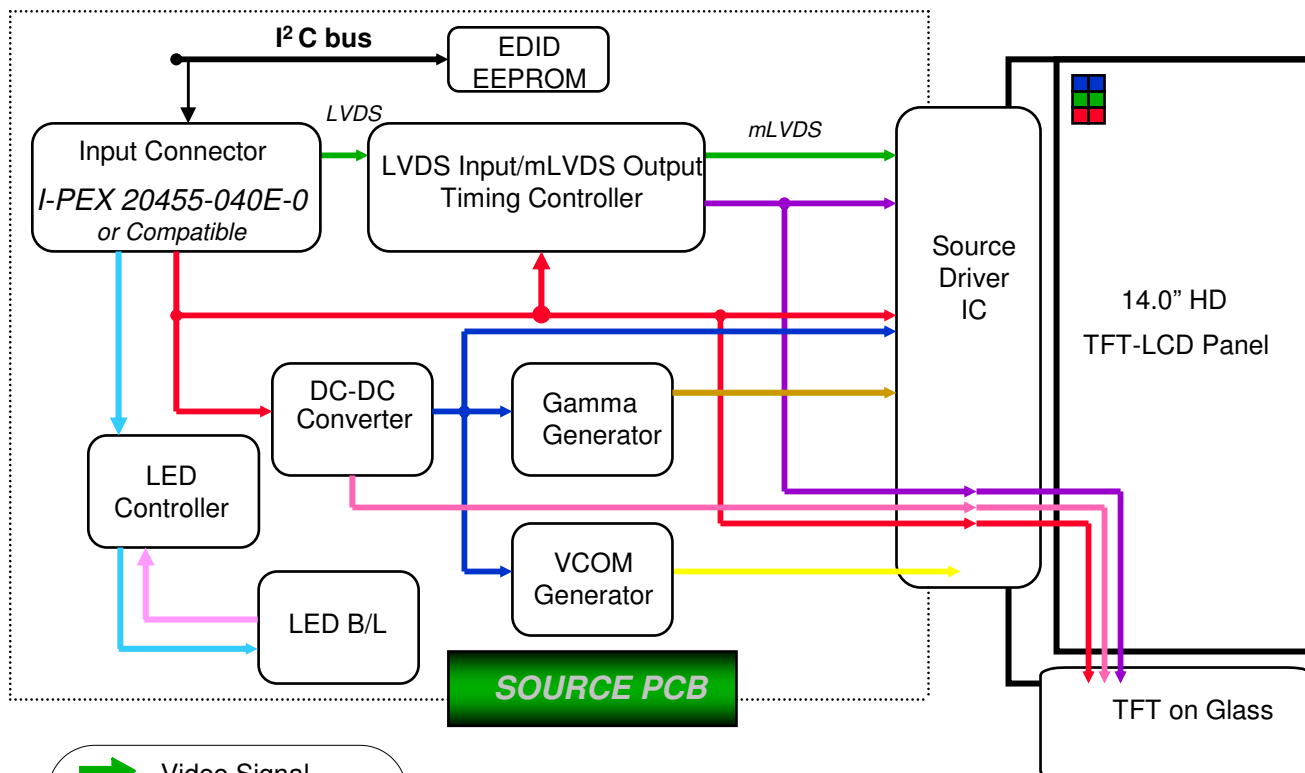 I² C bus
EDID
EEPROM
LVDS
mLVDS
Input Connector
I-PEX 20455-040E-0
or Compatible
LVDS Input/mLVDS Output
Timing Controller
Source
Driver
IC
14.0” HD
TFT-LCD Panel
DC-DC
Converter
Gamma
Generator
LED
Controller
VCOM
Generator
LED B/L
SOURCE PCB
TFT on Glass
Video Signal